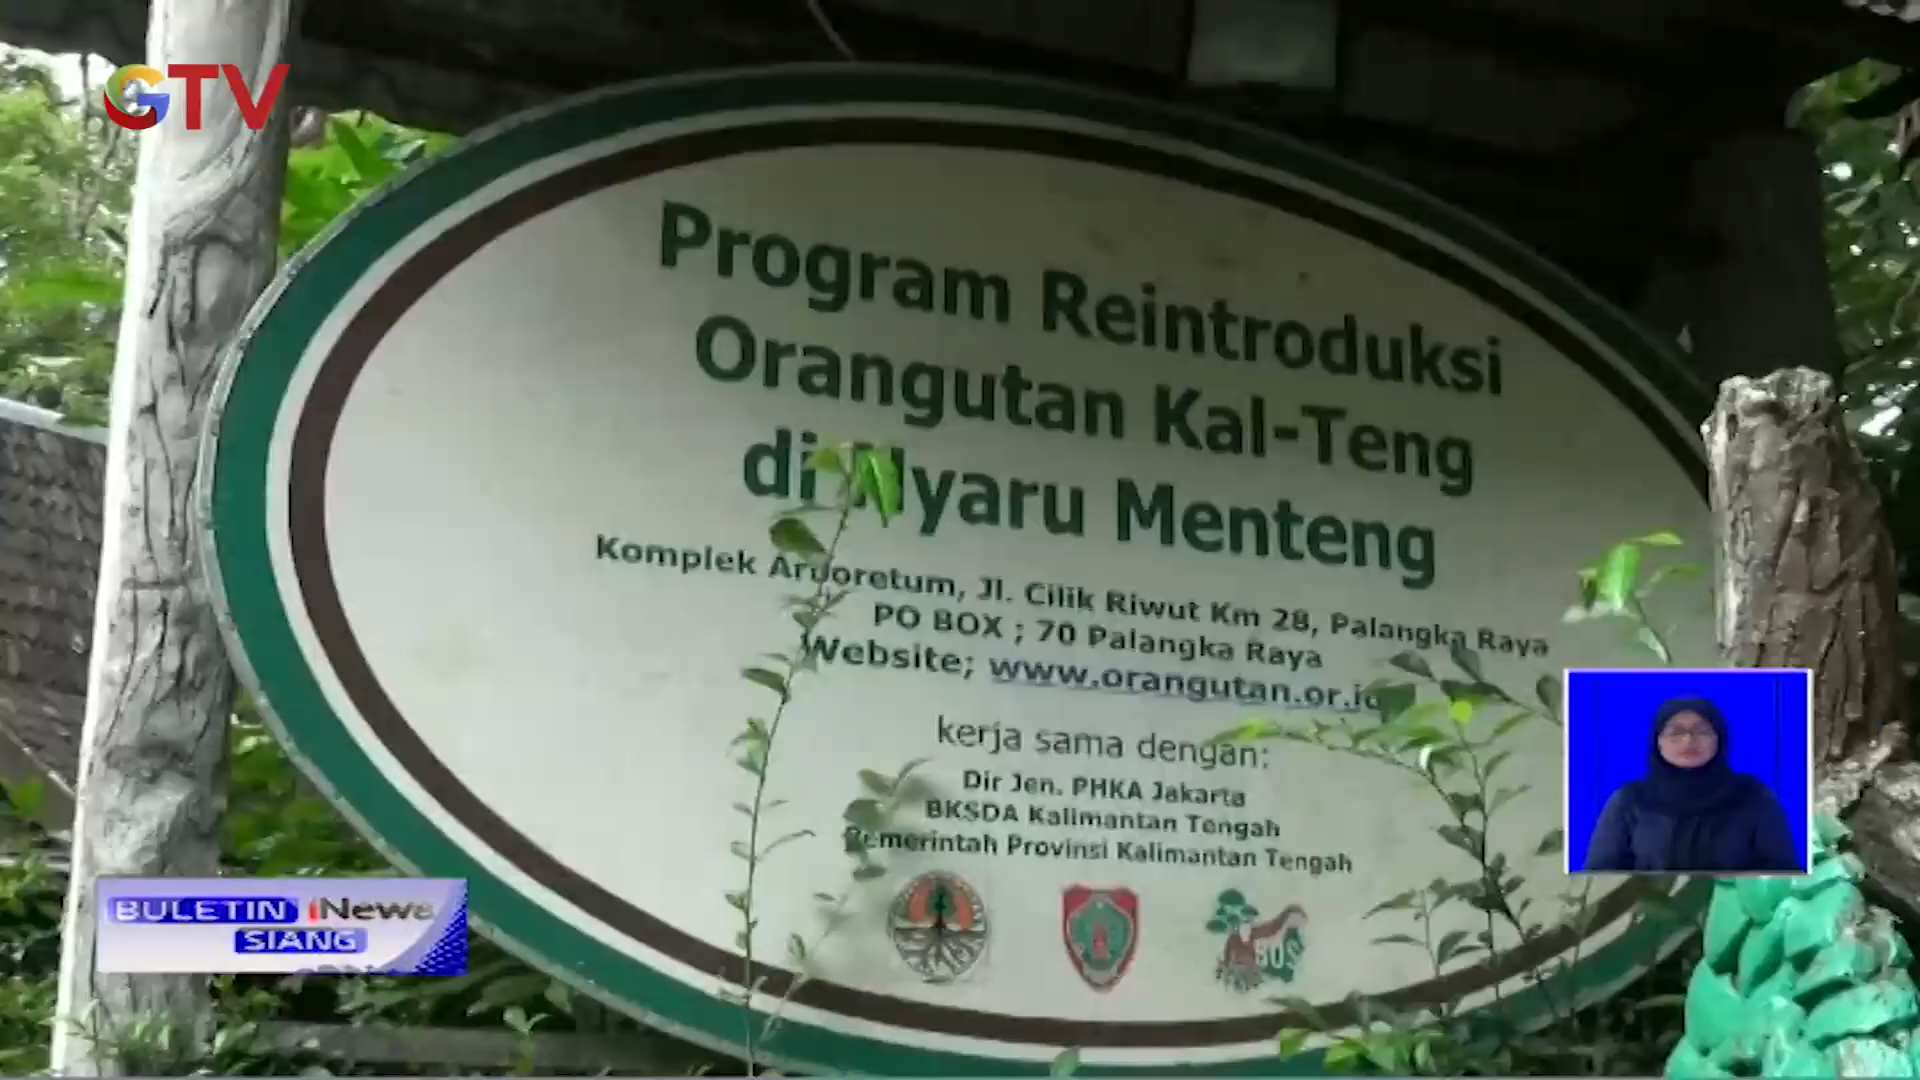 GTV
Program Reintroduksi
Orangutan Kal-Teng
di Nyaru Menteng
Komplek Arboretum, Jl. Cilik Riwut Km 28, Palangka Raya
PO BOX ; 70 Palangka Raya
Website; www.orangutan.or.id
kerja sama dengan:
Dir Jen. PHKA Jakarta
BKSDA Kalimantan Tengah
Pemerintah Provinsi Kalimantan Tengah
BOS
BULETIN iNews
SIANG